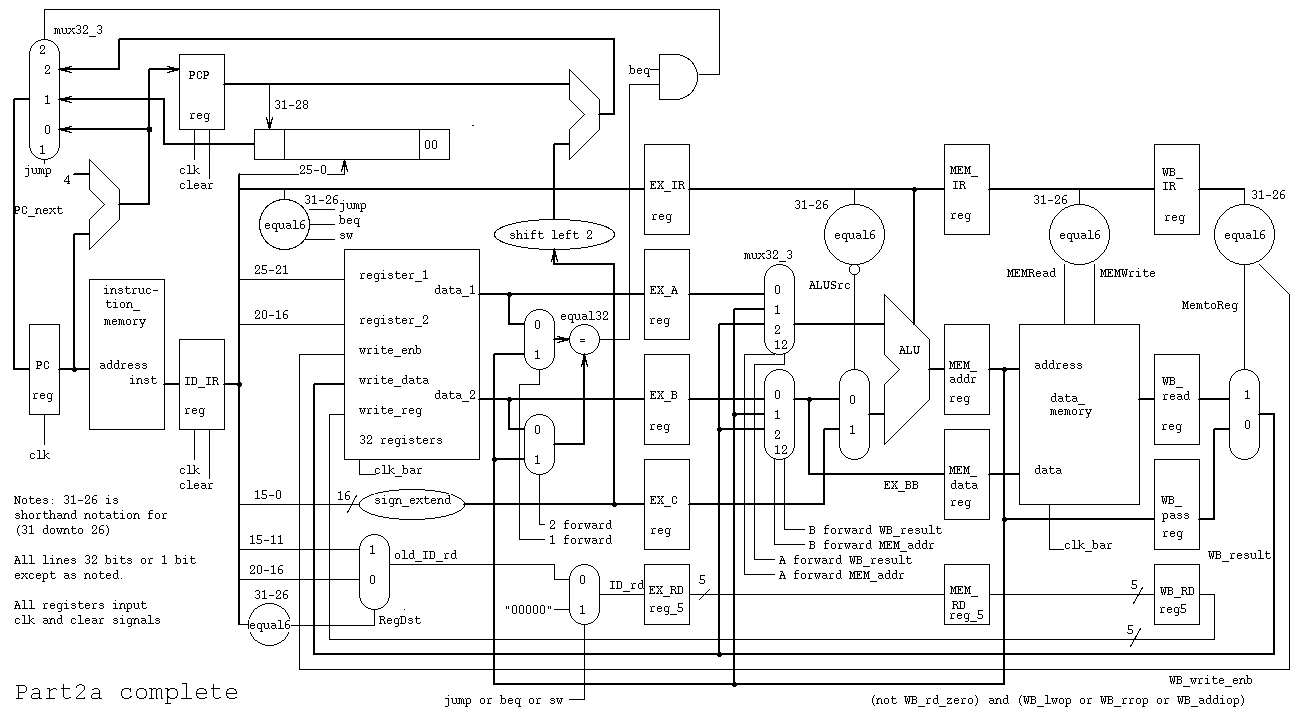 mux32_3
2
2
1
0
1
jump
PC_next
4
PCP
reg
clk
clear
31-28
00
25-0
beq
31-26
equal6
jump
beq
sw
shift left 2
EX_IR
reg
31-26
equal6
ALUSrc
MEM_
IR
reg
31-26
equal6
MEMRead
MEMWrite
WB_
IR
reg
31-26
equal6
MemtoReg
instruc-
tion_
memory
address
inst
PC
reg
clk
ID_IR
reg
clk
clear
25-21
20-16
register_1
data_1
register_2
write_enb
write_data
data_2
write_reg
32 registers
clk_bar
equal32
=
0
1
0
1
2 forward
1 forward
EX_A
reg
EX_B
reg
EX_C
reg
mux32_3
0
1
2
12
0
1
2
12
0
1
ALU
EX_BB
MEM_
addr
reg
MEM_
data
reg
address
data_
memory
data
clk_bar
WB_
read
reg
WB_
pass
reg
1
0
WB_result
15-0
16
sign_extend
15-11
20-16
31-26
equal6
1
0
RegDst
old_ID_rd
"00000"
0
1
ID_rd
EX_RD
reg_5
5
B forward WB_result
B forward MEM_addr
A forward WB_result
A forward MEM_addr
MEM_
RD
reg_5
5
WB_RD
reg5
5
Notes: 31-26 is
shorthand notation for
(31 downto 26)
All lines 32 bits or 1 bit
except as noted.
All registers input
clk and clear signals
Part2a complete
jump or beq or sw
WB_write_enb
(not WB_rd_zero) and (WB_lwop or WB_rrop or WB_addiop)